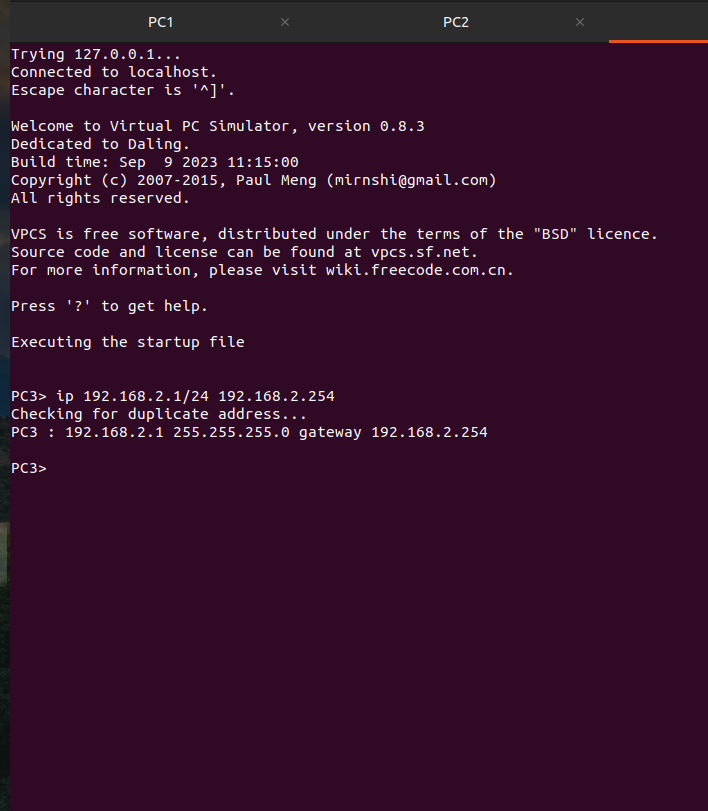 PC1 × PC2 ×
Trying 127.0.0.1...
Connected to localhost.
Escape character is '^]'.
Welcome to Virtual PC Simulator, version 0.8.3
Dedicated to Daling.
Build time: Sep  9 2023 11:15:00
Copyright (c) 2007-2015, Paul Meng (mirnshi@gmail.com)
All rights reserved.
VPCS is free software, distributed under the terms of the "BSD" licence.
Source code and license can be found at vpcs.sf.net.
For more information, please visit wiki.freecode.com.cn.
Press '?' to get help.
Executing the startup file
PC3> ip 192.168.2.1/24 192.168.2.254
Checking for duplicate address...
PC3 : 192.168.2.1 255.255.255.0 gateway 192.168.2.254
PC3>